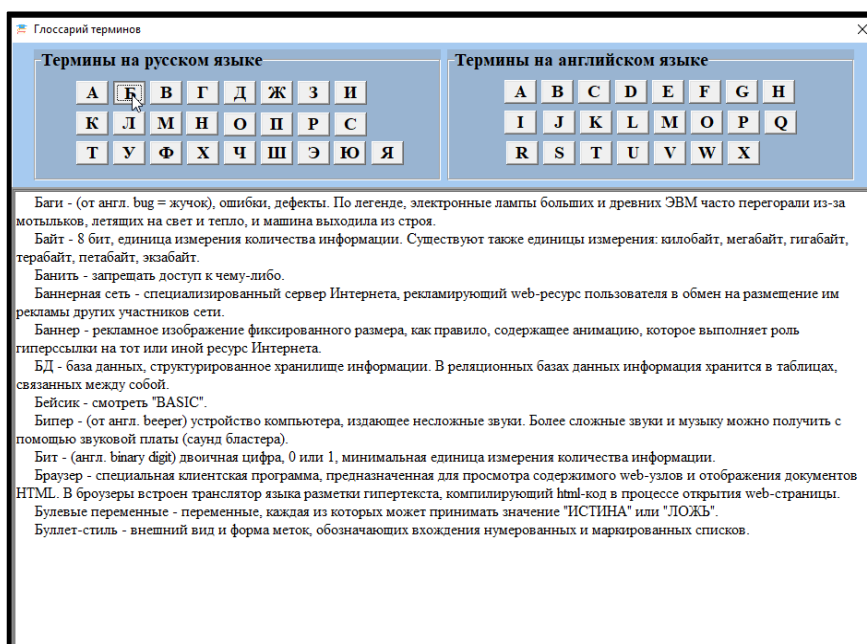 Глоссарий терминов
Термины на русском языке
А Б В Г Д Ж З И
К Л М Н О П Р С
Т У Ф Х Ч Ш Э Ю Я
Термины на английском языке
A B C D E F G H
I J K L M O P Q
R S T U V W X
Баги - (от англ. bug = жучок), ошибки, дефекты. По легенде, электронные лампы больших и древних ЭВМ часто перегорали из-за
мотыльков, летящих на свет и тепло, и машина выходила из строя.
Байт - 8 бит, единица измерения количества информации. Существуют также единицы измерения: килобайт, мегабайт, гигабайт,
терабайт, петабайт, экзабайт.
Банить - запрещать доступ к чему-либо.
Баннерная сеть - специализированный сервер Интернета, рекламирующий web-ресурс пользователя в обмен на размещение им
рекламы других участников сети.
Баннер - рекламное изображение фиксированного размера, как правило, содержащее анимацию, которое выполняет роль
гиперссылки на тот или иной ресурс Интернета.
БД - база данных, структурированное хранилище информации. В реляционных базах данных информация хранится в таблицах,
связанных между собой.
Бейсик - смотреть "BASIC".
Бипер - (от англ. beeper) устройство компьютера, издающее несложные звуки. Более сложные звуки и музыку можно получить с
помощью звуковой платы (саунд бластера).
Бит - (англ. binary digit) двоичная цифра, 0 или 1, минимальная единица измерения количества информации.
Браузер - специальная клиентская программа, предназначенная для просмотра содержимого web-узлов и отображения документов
HTML. В броузеры встроен транслятор языка разметки гипертекста, компилирующий html-код в процессе открытия web-страницы.
Булевые переменные - переменные, каждая из которых может принимать значение "ИСТИНА" или "ЛОЖЬ".
Буллет-стиль - внешний вид и форма меток, обозначающих вхождения нумерованных и маркированных списков.